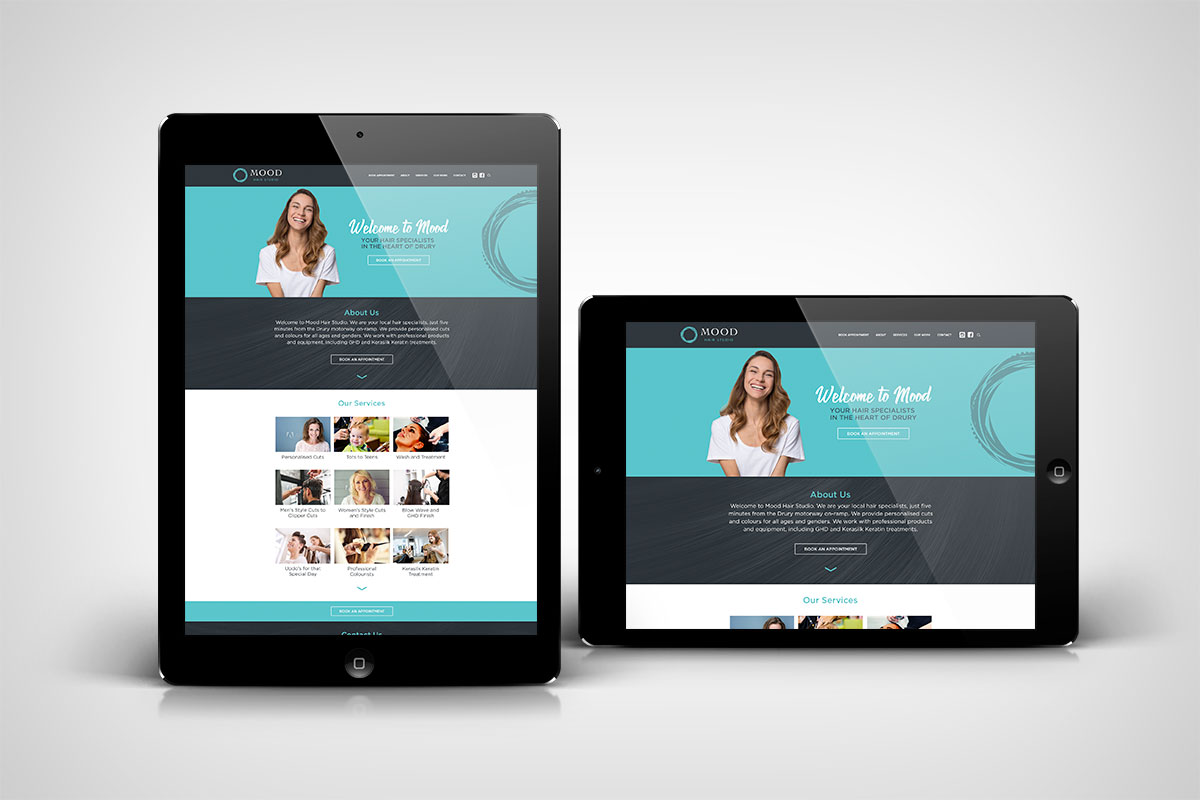 MOOD
HAIR STUDIO
BOOK APPOINTMENT ABOUT SERVICES OUR WORK CONTACT
Welcome to Mood
YOUR HAIR SPECIALISTS
IN THE HEART OF DRURY
BOOK AN APPOINTMENT
About Us
Welcome to Mood Hair Studio. We are your local hair specialists, just five
minutes from the Drury motorway on-ramp. We provide personalised cuts
and colours for all ages and genders. We work with professional products
and equipment, including GHD and Kerasilk Keratin treatments.
BOOK AN APPOINTMENT
Our Services
Personalised Cuts Tots to Teens Wash and Treatment
Men's Style Cuts to Women's Style Cuts Blow Wave and
Clipper Cuts and Finish GHD Finish
Updo's for that Professional Kerasilk Keratin
Special Day Colourists Treatment
BOOK AN APPOINTMENT
Contact Us
MOOD
HAIR STUDIO
BOOK APPOINTMENT ABOUT SERVICES OUR WORK CONTACT
Welcome to Mood
YOUR HAIR SPECIALISTS
IN THE HEART OF DRURY
BOOK AN APPOINTMENT
About Us
Welcome to Mood Hair Studio. We are your local hair specialists, just five
minutes from the Drury motorway on-ramp. We provide personalised cuts
and colours for all ages and genders. We work with professional products
and equipment, including GHD and Kerasilk Keratin treatments.
BOOK AN APPOINTMENT
Our Services